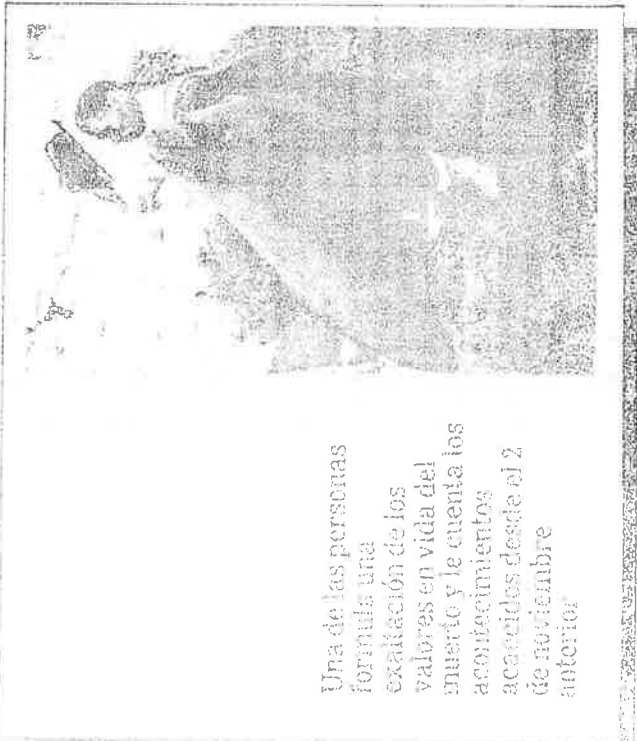 Una de las personas
formula una
exaltación de los
valores en vida del
muerto y le cuenta los
acontecimientos
acaecidos desde el 2
de noviembre
anterior